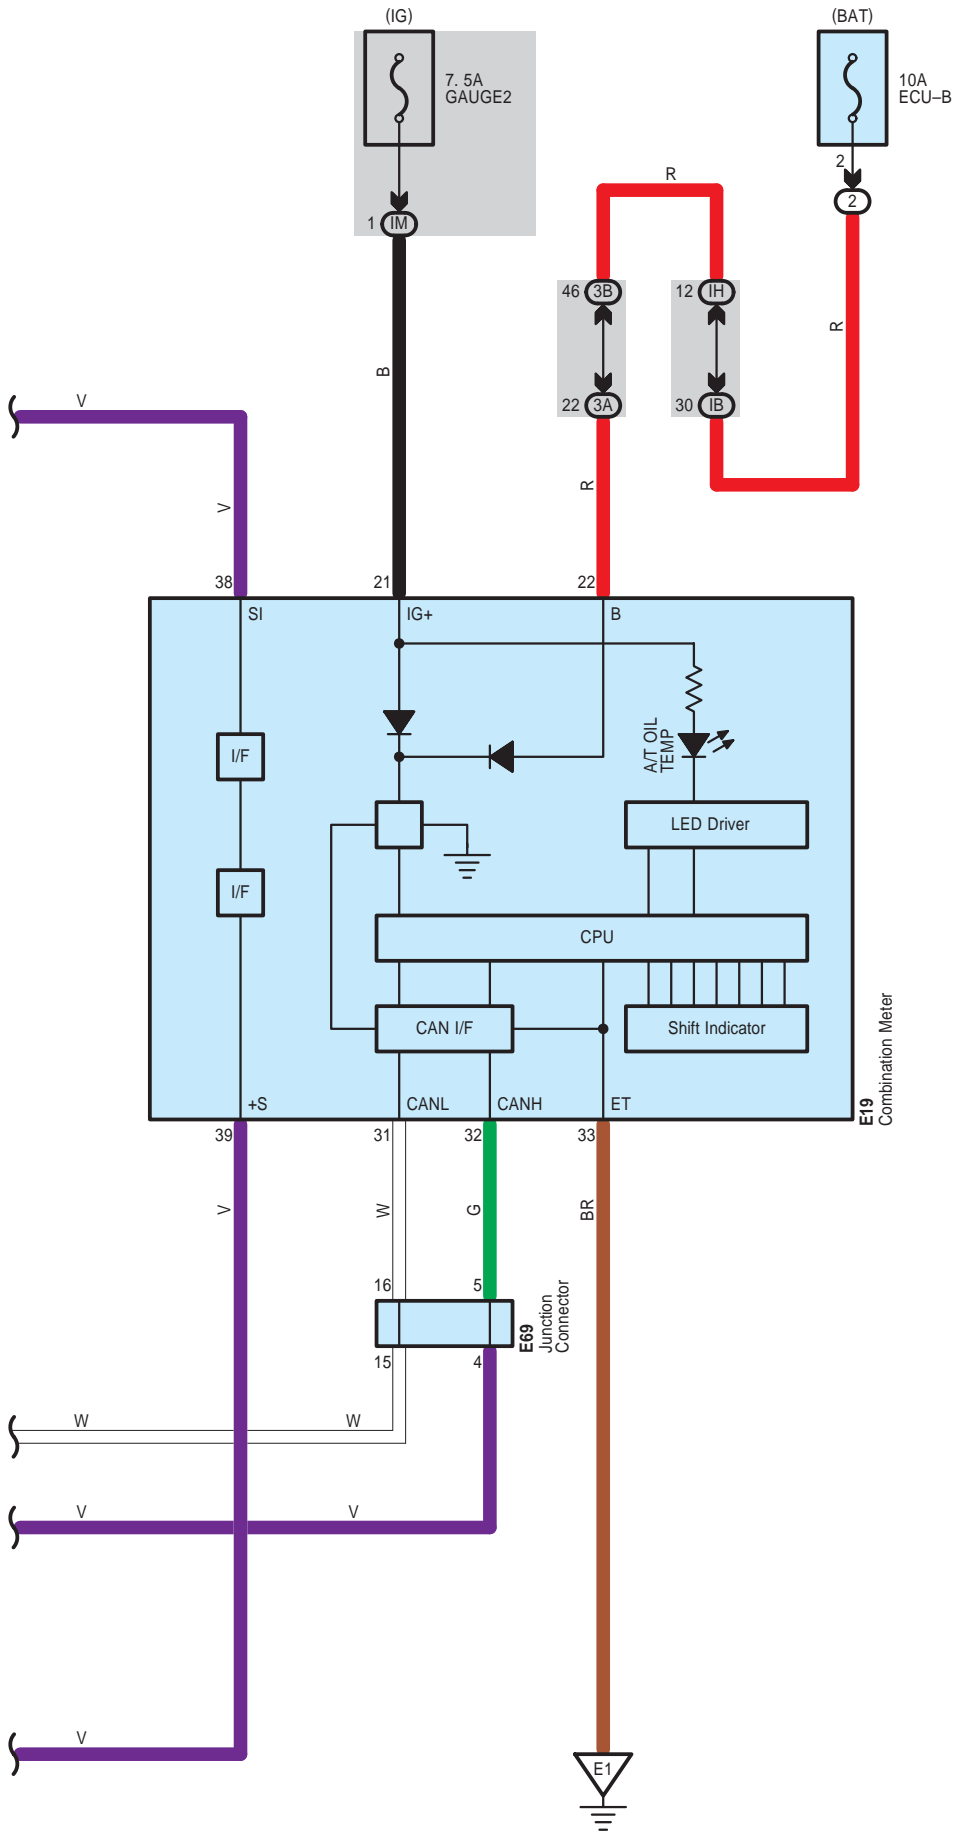 (IG)
(BAT)
7. 5A
GAUGE2
10A
ECU–B
2
2
R
1 IM
46 3B
12 IH
R
B
22 3A
30 IB
V
R
V
38
21
22
SI
IG+
B
A/T OIL
TEMP
I/F
LED Driver
I/F
CPU
CAN I/F
Shift Indicator
E19
Combination Meter
+S
CANL
CANH
ET
39
31
32
33
V
W
G
BR
16
5
E69
Junction
Connector
15
4
W
W
V
V
V
E1